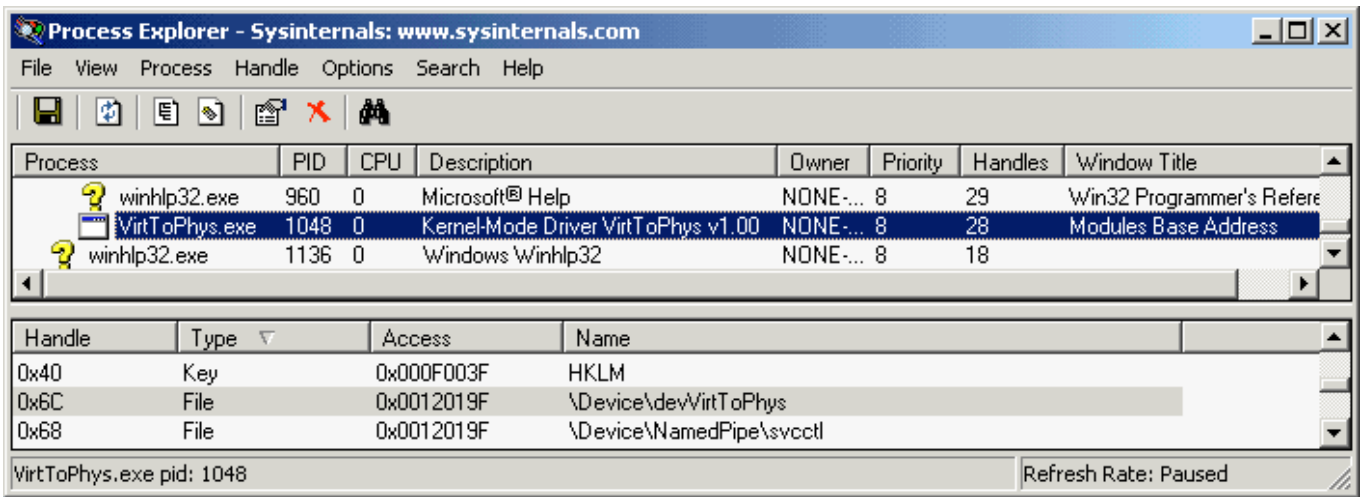 Process Explorer - Sysinternals: www.sysinternals.com
File View Process Handle Options Search Help
Process PID CPU Description Owner Priority Handles Window Title
winhlp32.exe 960 0 Microsoft® Help NONE-... 8 29 Win32 Programmer's Refere
VirtToPhys.exe 1048 0 Kernel-Mode Driver VirtToPhys v1.00 NONE-... 8 28 Modules Base Address
winhlp32.exe 1136 0 Windows Winhlp32 NONE-... 8 18
Handle Type Access Name
0x40 Key 0x000F003F HKLM
0x6C File 0x0012019F \Device\devVirtToPhys
0x68 File 0x0012019F \Device\NamedPipe\svcctl
VirtToPhys.exe pid: 1048 Refresh Rate: Paused